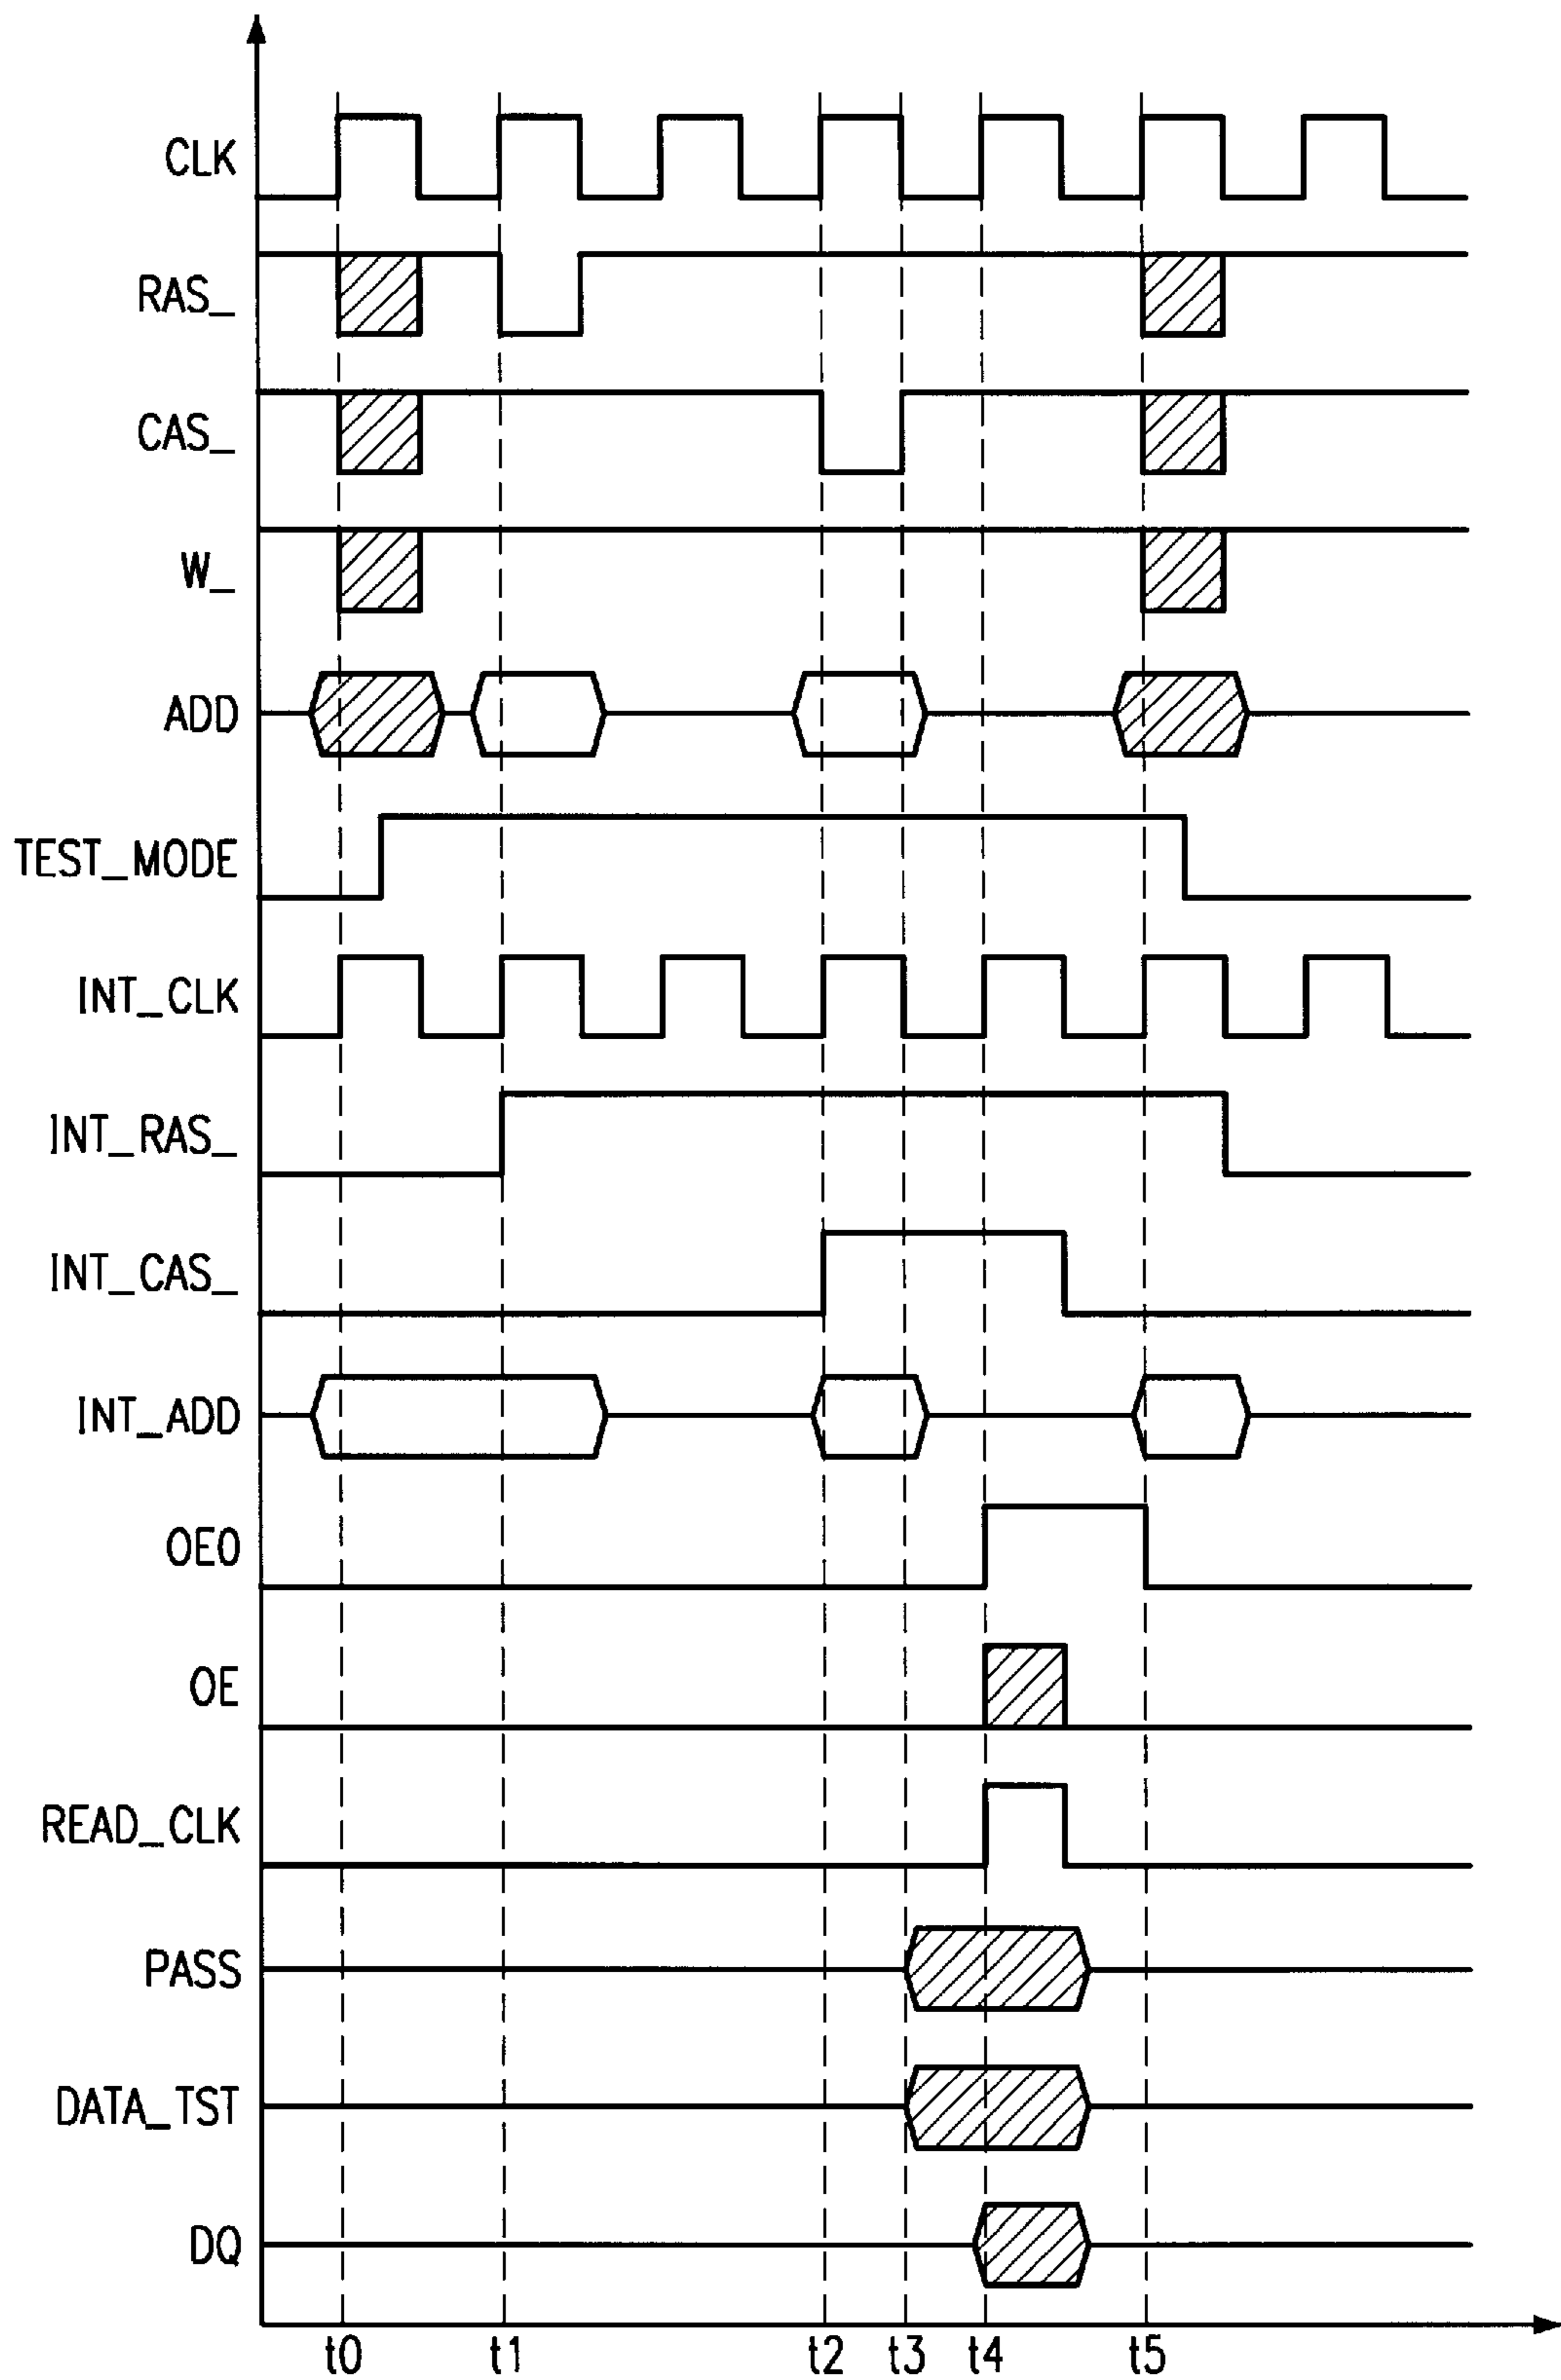 CLK
RAS_
CAS_
W_
ADD
TEST_MODE
INT_CLK
INT_RAS_
INT_CAS_
INT_ADD
OE0
OE
READ_CLK
PASS
DATA_TST
DQ
t0 t1 t2 t3 t4 t5